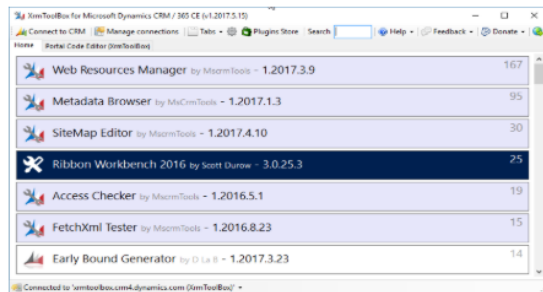 XrmToolBox for Microsoft Dynamics CRM / 365 CE (v1.2017.5.15)
Connect to CRM Manage connections Tabs Plugins Store Search Help Feedback Donate
Home Portal Code Editor (XrmToolBox)
Web Resources Manager by MscrmTools - 1.2017.3.9 167
Metadata Browser by MsCrmTools - 1.2017.1.3 95
SiteMap Editor by MscrmTools - 1.2017.4.10 30
Ribbon Workbench 2016 by Scott Durow - 3.0.25.3 25
Access Checker by MscrmTools - 1.2016.5.1 19
FetchXml Tester by MscrmTools - 1.2016.8.23 15
Early Bound Generator by D La B - 1.2017.3.23 14
Connected to 'xrmtoolbox.crm4.dynamics.com (XrmToolBox)'